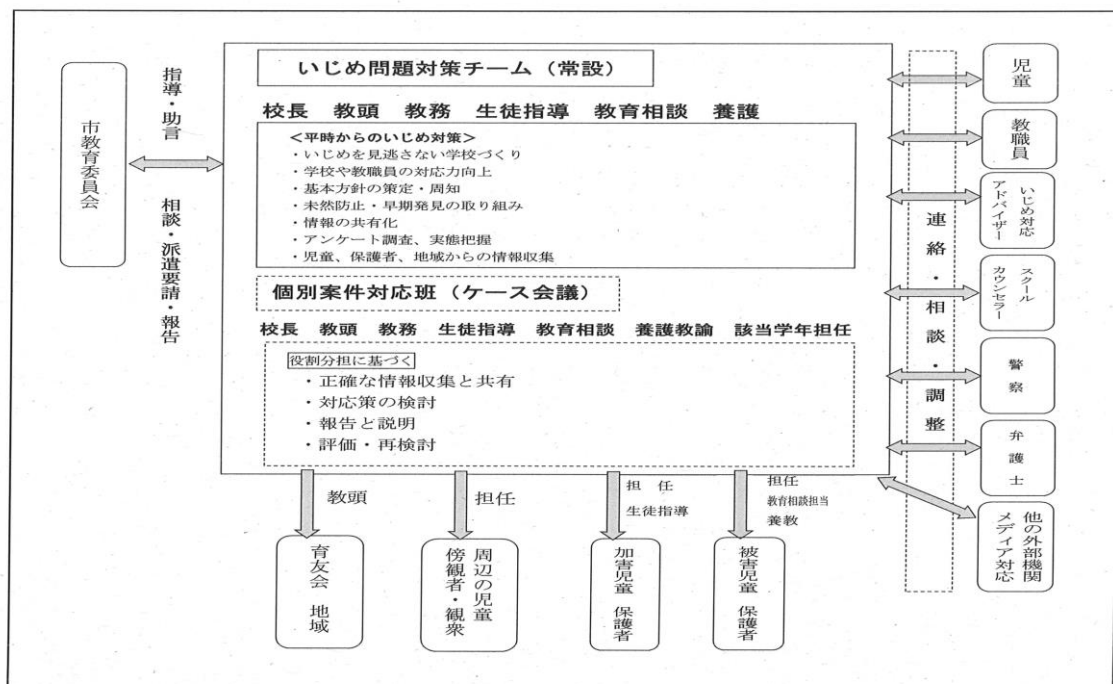 市教育委員会
指導・助言
相談・派遣要請・報告
いじめ問題対策チーム（常設）
校長　教頭　教務　生徒指導　教育相談　養護
＜平時からのいじめ対策＞
・いじめを見逃さない学校づくり
・学校や教職員の対応力向上
・基本方針の策定・周知
・未然防止・早期発見の取り組み
・情報の共有化
・アンケート調査、実態把握
・児童、保護者、地域からの情報収集
個別案件対応班（ケース会議）
校長　教頭　教務　生徒指導　教育相談　養護教諭　該当学年担任
役割分担に基づく
・正確な情報収集と共有
・対応策の検討
・報告と説明
・評価・再検討
連絡・相談・調整
児童
教職員
いじめ対応
アドバイザー
スクール
カウンセラー
警察
弁護士
他の外部機関
メディア対応
教頭
担任
担　任
生徒指導
担任
教育相談担当
養教
育友会　地域
周辺の児童
傍観者・観衆
加害児童　保護者
被害児童　保護者